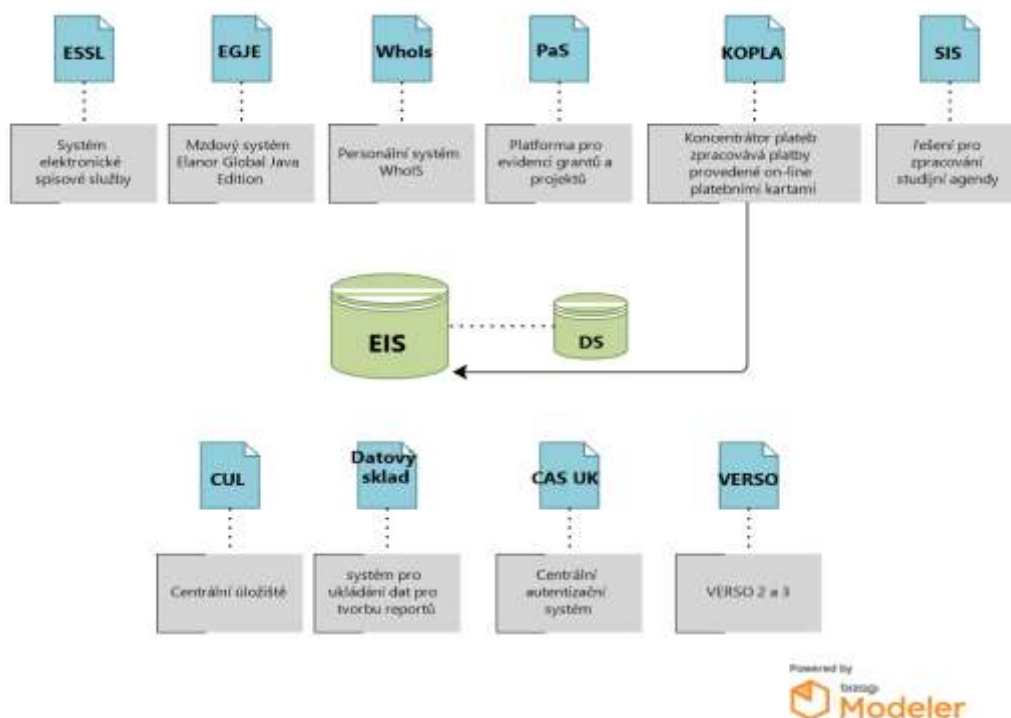 ESSL
EGJE
WhoIs
PaS
KOPLA
SIS
Systém
elektronické
spisové služby
Mzdový systém
Elanor Global Java
Edition
Personální systém
WhoIS
Platforma pro
evidenci grantů a
projektů
Koncentrátor plateb
zpracovává platby
provedené on-line
platebními kartami
řešení pro
zpracování
studijní agendy
EIS
DS
CUL
Datovy
sklad
CAS UK
VERSO
Centrální úložiště
systém pro
ukládání dat pro
tvorbu reportů
Centrální
autentizační
systém
VERSO 2 a 3
Powered by
bizagi
Modeler